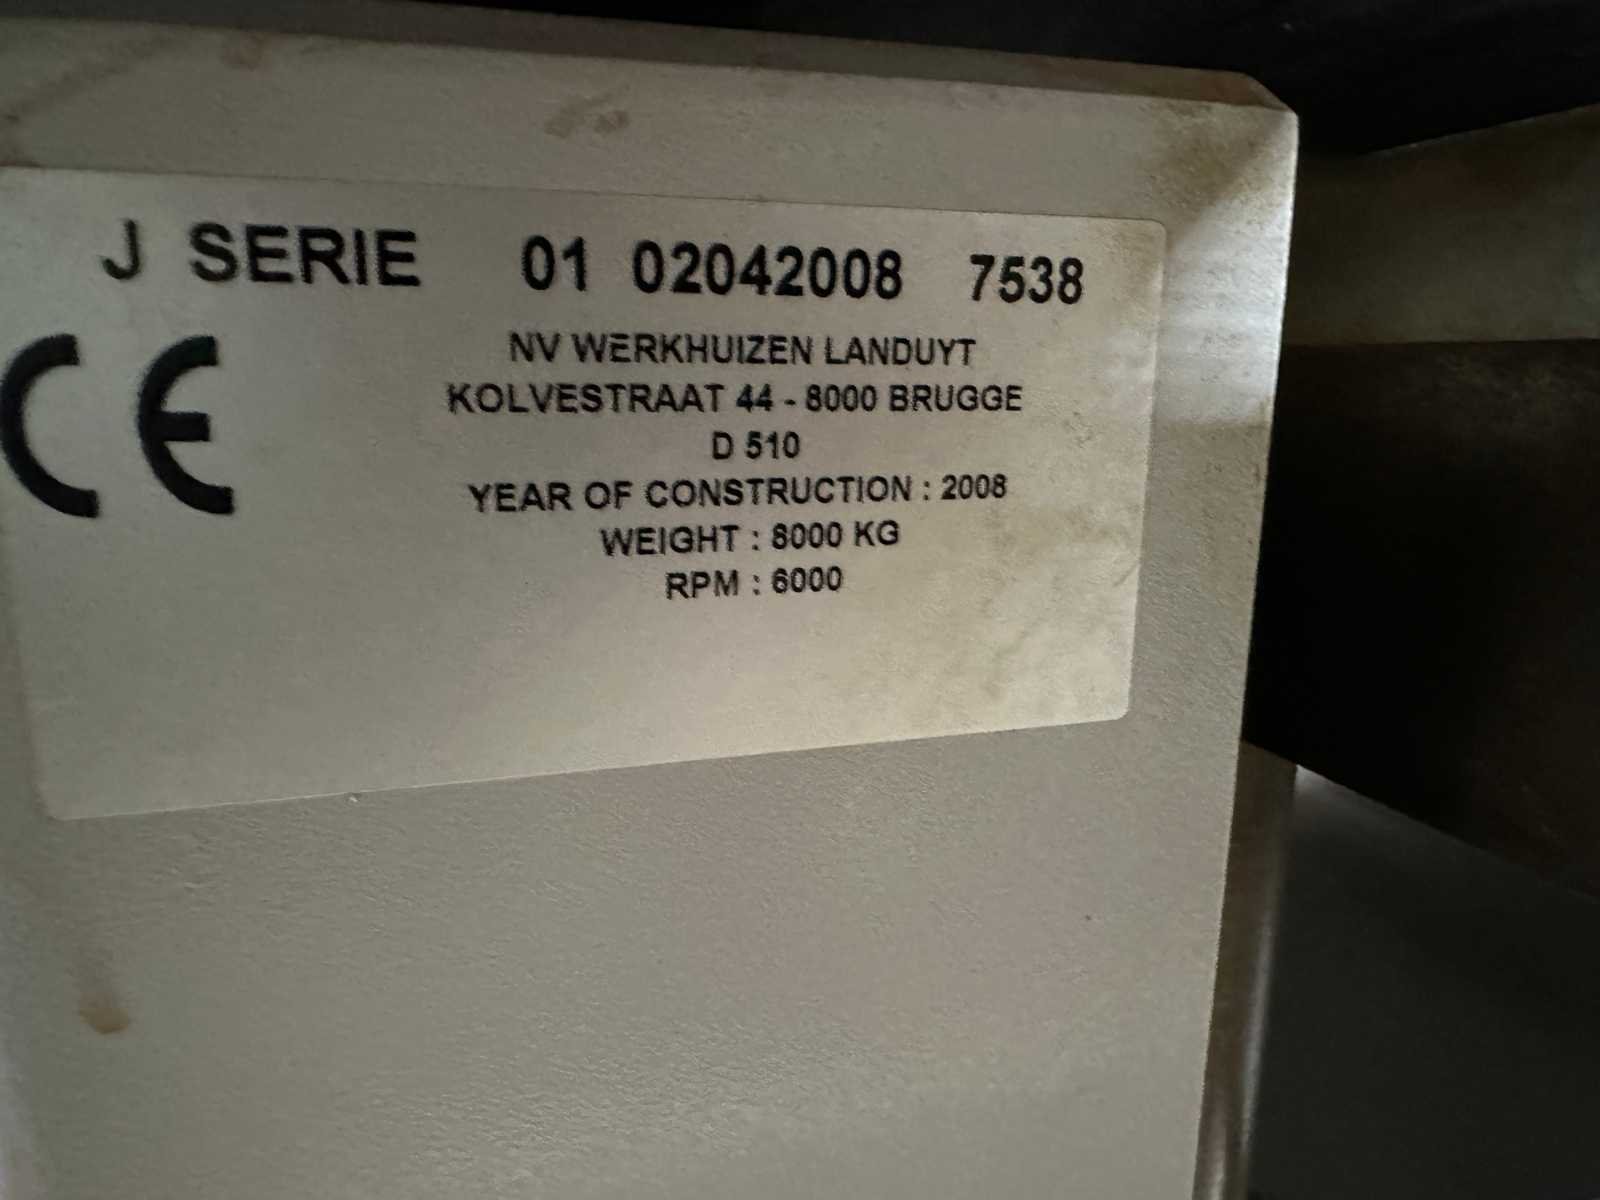 J SERIE 01 02042008 7538
CE
NV WERKHUIZEN LANDUYT
KOLVESTRAAT 44 - 8000 BRUGGE
D 510
YEAR OF CONSTRUCTION : 2008
WEIGHT : 8000 KG
RPM : 6000